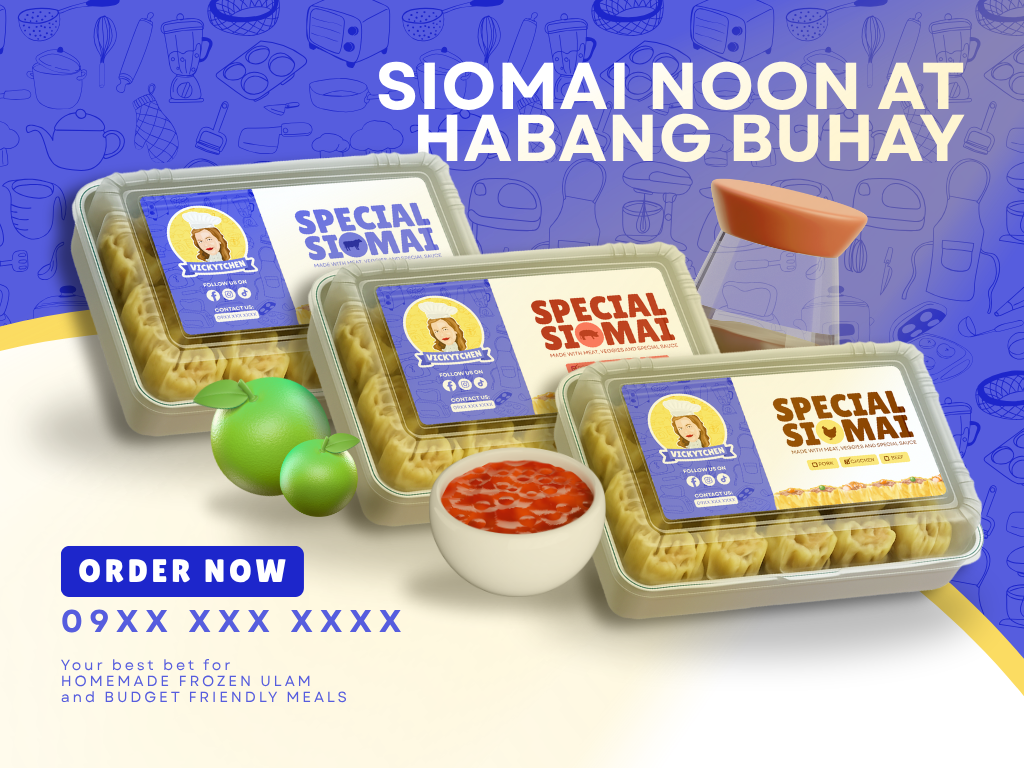 SIOMAI NOON AT
HABANG BUHAY
SPECIAL
SIOMAI
MADE WITH MEAT, VEGGIES AND SPECIAL SAUCE
VICKYTCHEN
FOLLOW US ON
CONTACT US:
09XX XXX XXXX
SPECIAL
SIOMAI
MADE WITH MEAT, VEGGIES AND SPECIAL SAUCE
VICKYTCHEN
FOLLOW US ON
CONTACT US:
09XX XXX XXXX
SPECIAL
SIOMAI
MADE WITH MEAT, VEGGIES AND SPECIAL SAUCE
PORK CHICKEN BEEF
VICKYTCHEN
FOLLOW US ON
CONTACT US:
09XX XXX XXXX
ORDER NOW
09XX XXX XXXX
Your best bet for
HOMEMADE FROZEN ULAM
and BUDGET FRIENDLY MEALS